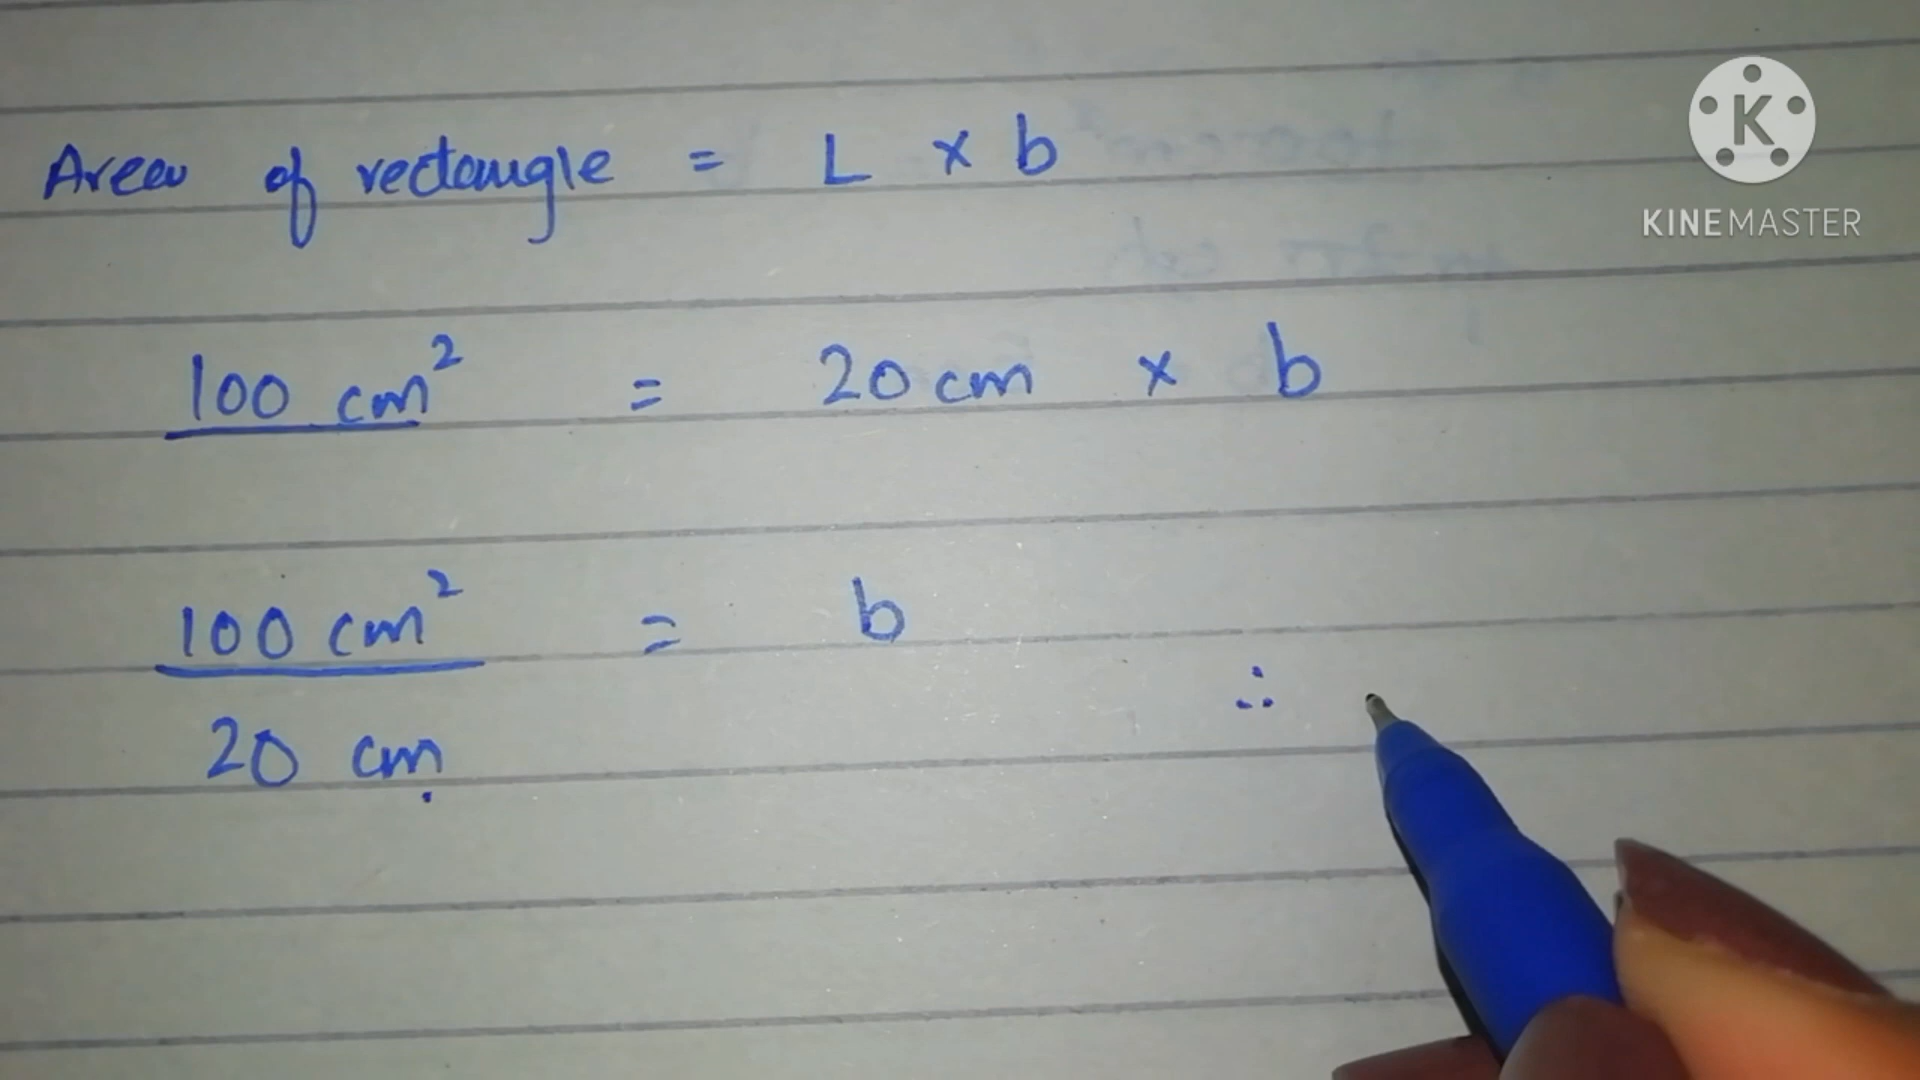 Area of rectangle = L × b
100 cm² = 20 cm × b
100 cm² = b
20 cm
∴
K
KINEMASTER